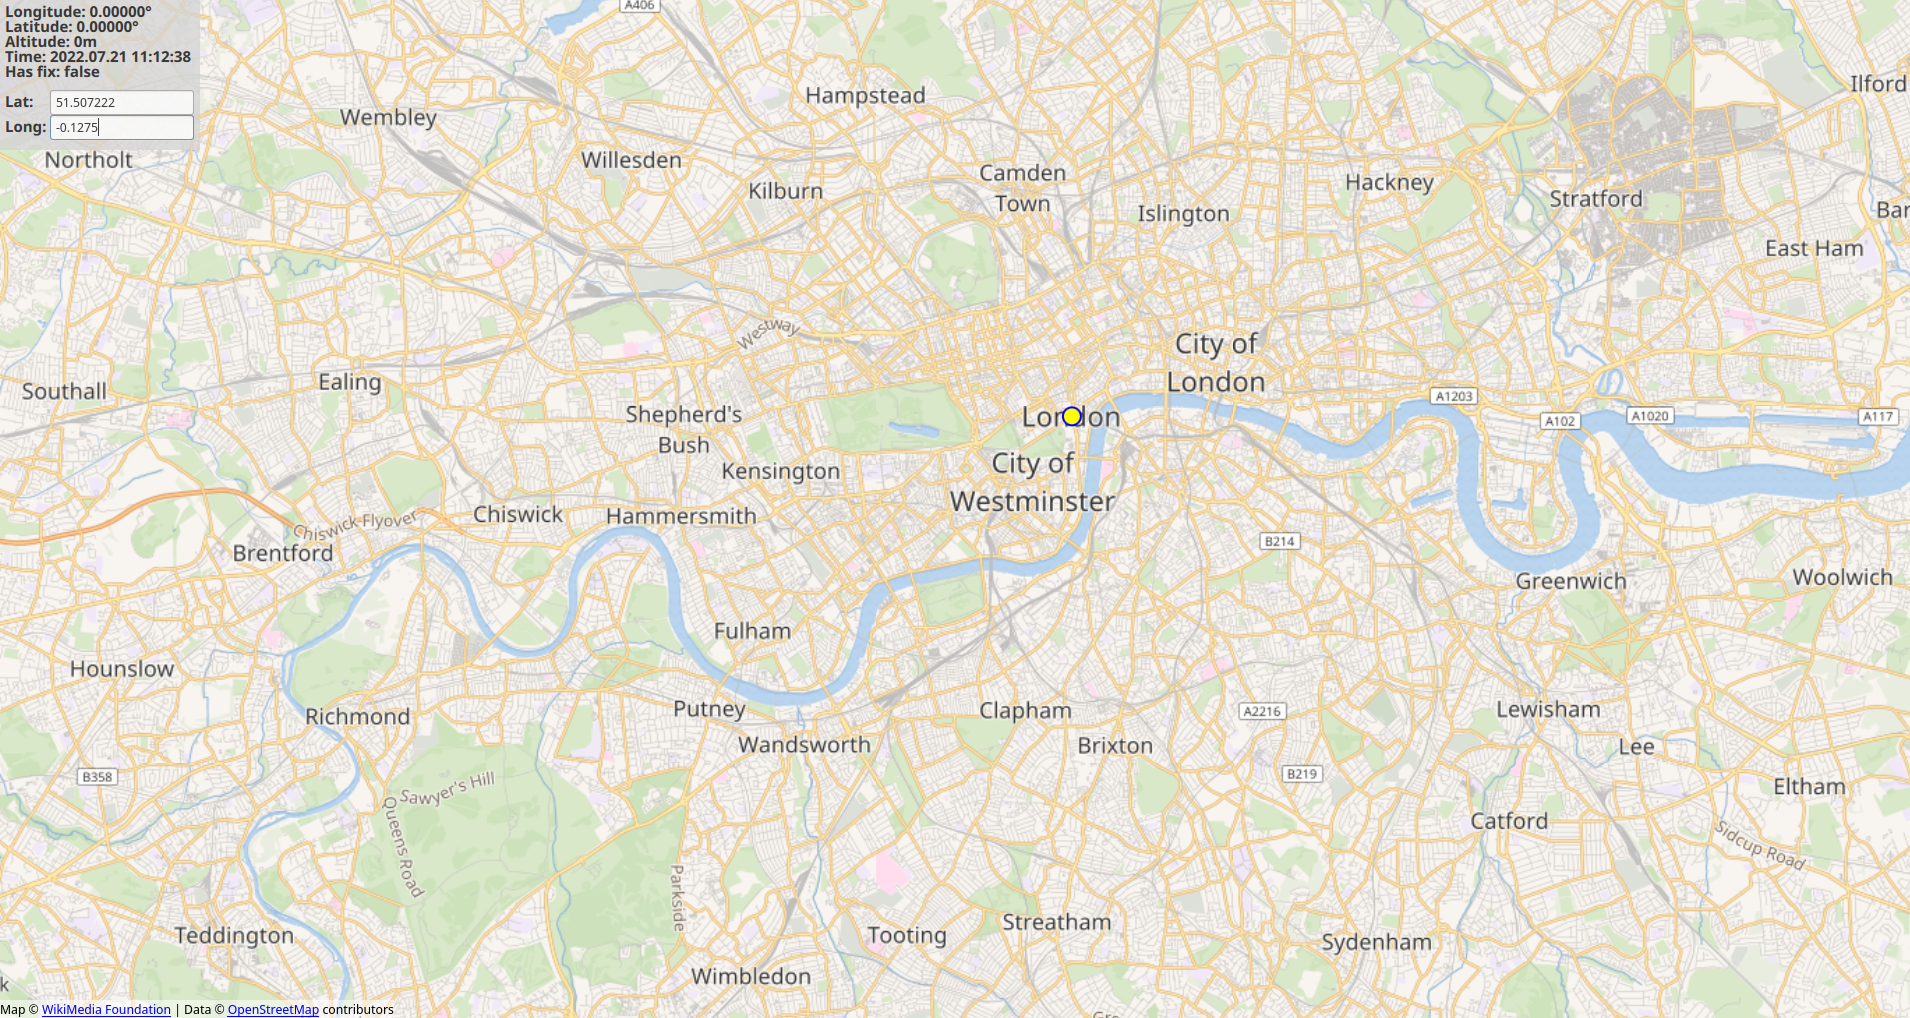 Longitude: 0.00000°
Latitude: 0.00000°
Altitude: 0m
Time: 2022.07.21 11:12:38
Has fix: false
Lat: 51.507222
Long: -0.1275
A406
Ilford
Hampstead
Wembley
Northolt
Willesden
Kilburn
Camden
Town
Islington
Hackney
Stratford
Bar
East Ham
Westway
City of
London
Southall
Ealing
Shepherd's
Bush
London
A1203
A102
A1020
A117
Kensington
City of
Westminster
Chiswick Flyover
Chiswick
Hammersmith
Brentford
B214
Greenwich
Woolwich
Fulham
Hounslow
Richmond
Putney
Clapham
A2216
Lewisham
Wandsworth
Brixton
Lee
B358
Sawyer's Hill
B219
Eltham
Queens Road
Catford
Sidcup Road
Parkside
Teddington
Tooting
Streatham
Sydenham
Wimbledon
k
Map © WikiMedia Foundation | Data © OpenStreetMap contributors